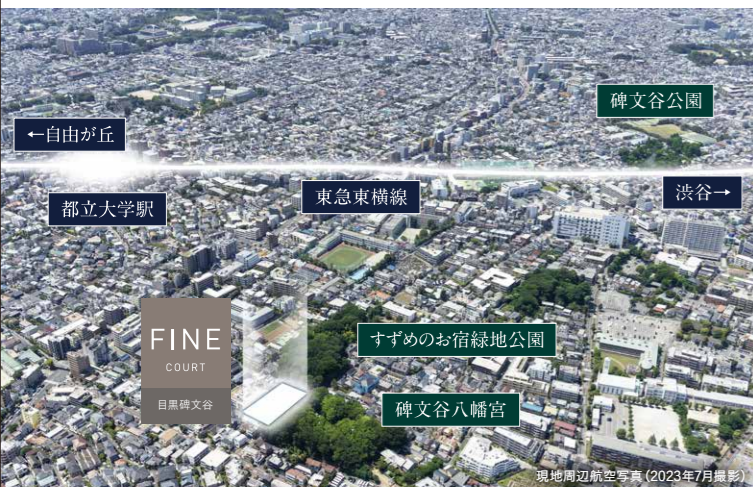 碑文谷公園
←自由が丘
都立大学駅
東急東横線
渋谷→
FINE
COURT
目黒碑文谷
すずめのお宿緑地公園
碑文谷八幡宮
現地周辺航空写真(2023年7月撮影)